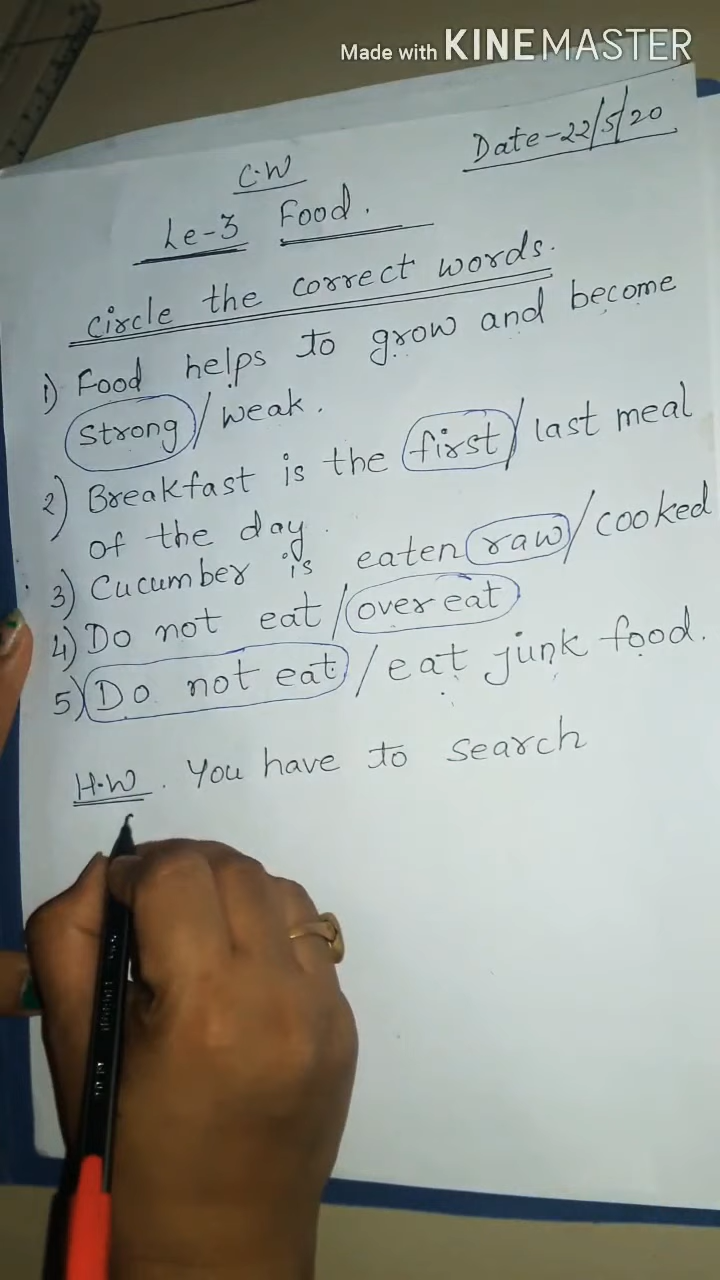 Made with KINEMASTER
Date-22/5/20
C.W
Le-3 Food.
Circle the correct words.
1) Food helps to grow and become
strong/weak.
2) Breakfast is the first/last meal
of the day.
3) Cucumber is eaten raw/cooked
4) Do not eat/over eat
5) Do not eat/eat junk food.
H.W. You have to search